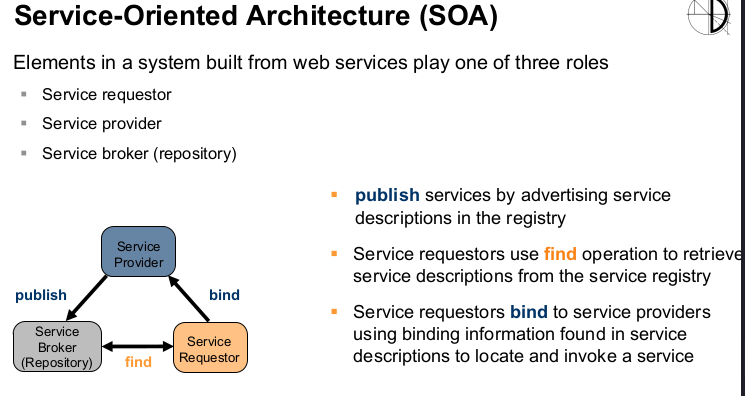 Service-Oriented Architecture (SOA)
Elements in a system built from web services play one of three roles
Service requestor
Service provider
Service broker (repository)
publish services by advertising service
descriptions in the registry
Service requestors use find operation to retrieve
service descriptions from the service registry
Service requestors bind to service providers
using binding information found in service
descriptions to locate and invoke a service
Service
Provider
publish
bind
Service
Broker
(Repository)
find
Service
Requestor